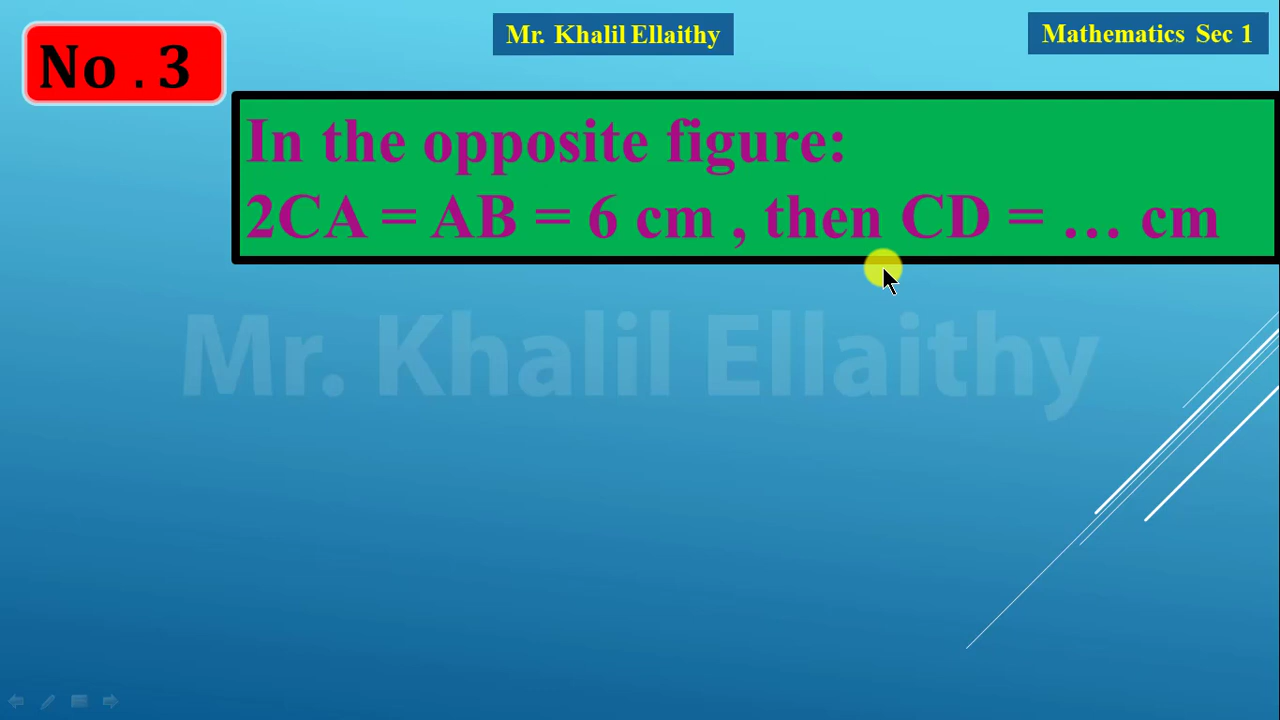 No . 3
Mr. Khalil Ellaithy
Mathematics Sec 1
In the opposite figure:
2CA = AB = 6 cm , then CD = … cm
Mr. Khalil Ellaithy